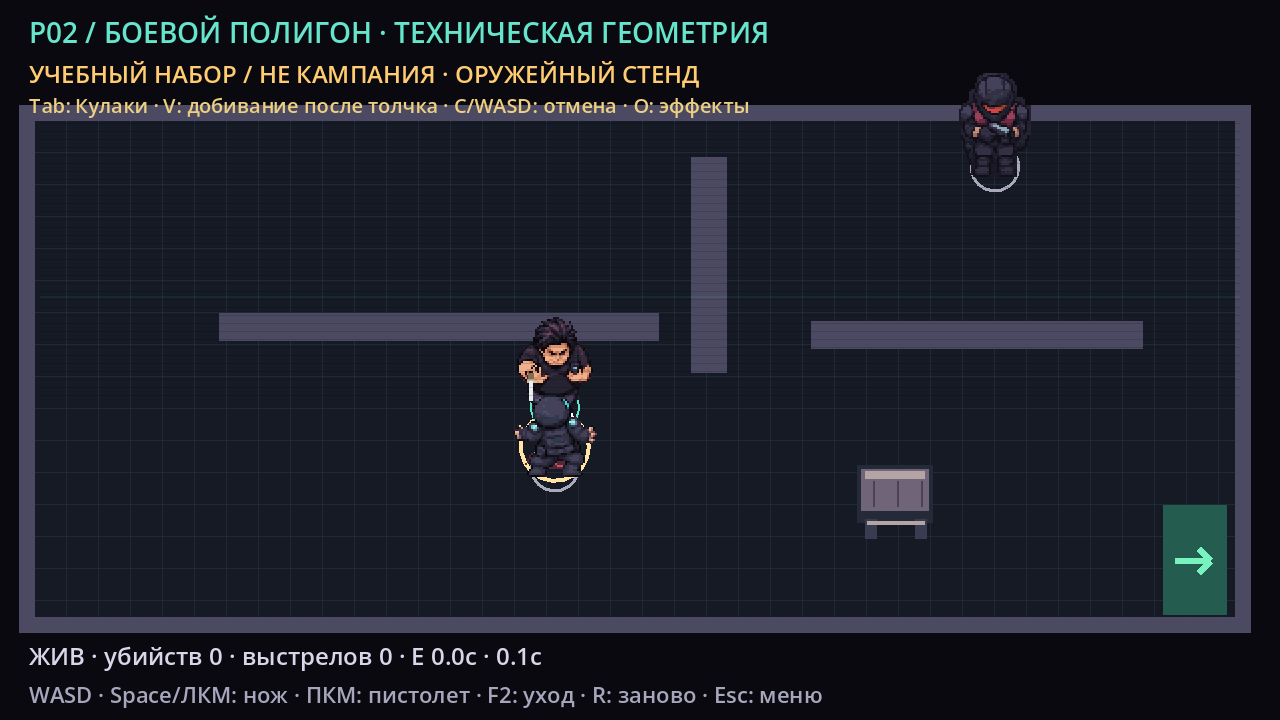 P02 / БОЕВОЙ ПОЛИГОН · ТЕХНИЧЕСКАЯ ГЕОМЕТРИЯ
УЧЕБНЫЙ НАБОР / НЕ КАМПАНИЯ · ОРУЖЕЙНЫЙ СТЕНД
Tab: Кулаки · V: добивание после толчка · C/WASD: отмена · O: эффекты
ЖИВ · убийств 0 · выстрелов 0 · E 0.0с · 0.1с
WASD · Space/ЛКМ: нож · ПКМ: пистолет · F2: уход · R: заново · Esc: меню